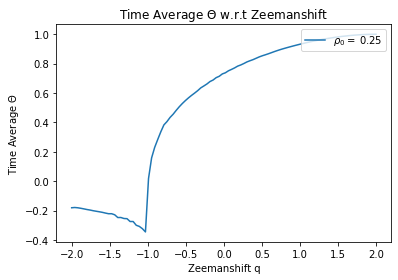 Time Average Θ w.r.t Zeemanshift
ρ₀ = 0.25
Time Average Θ
1.0
0.8
0.6
0.4
0.2
0.0
−0.2
−0.4
−2.0 −1.5 −1.0 −0.5 0.0 0.5 1.0 1.5 2.0
Zeemanshift q